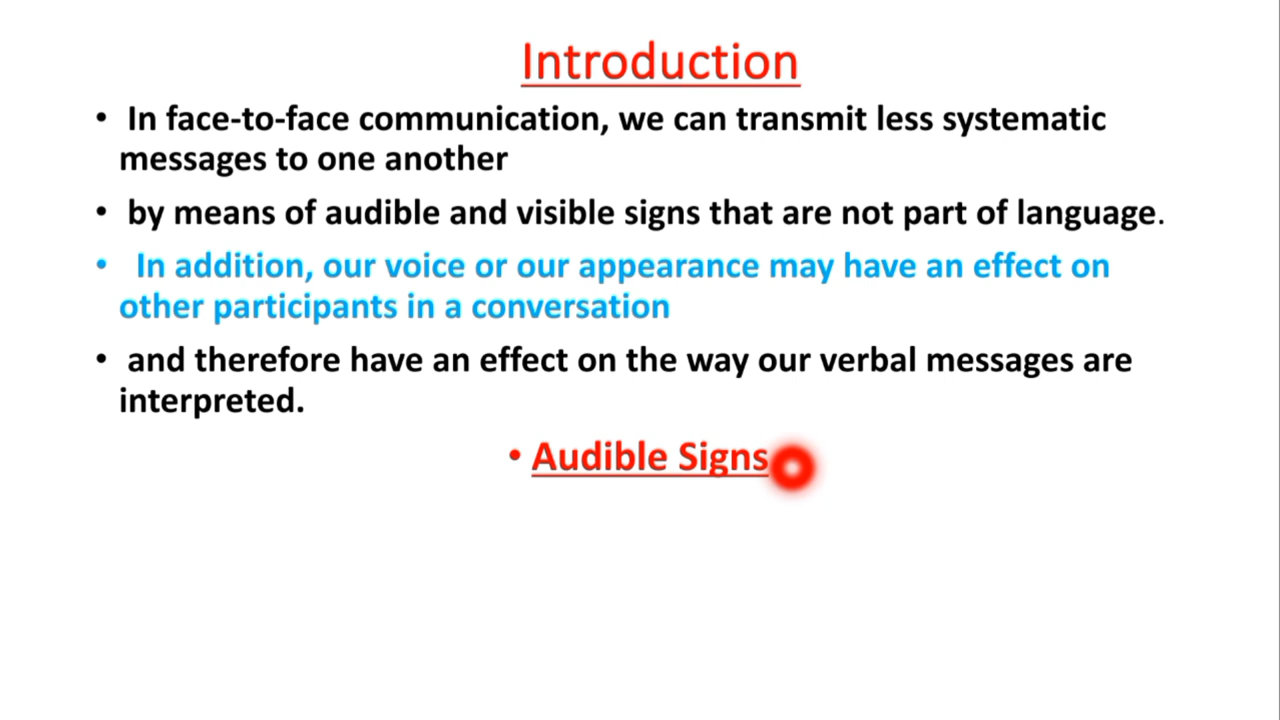 Introduction
• In face-to-face communication, we can transmit less systematic
messages to one another
• by means of audible and visible signs that are not part of language.
• In addition, our voice or our appearance may have an effect on
other participants in a conversation
• and therefore have an effect on the way our verbal messages are
interpreted.
• Audible Signs